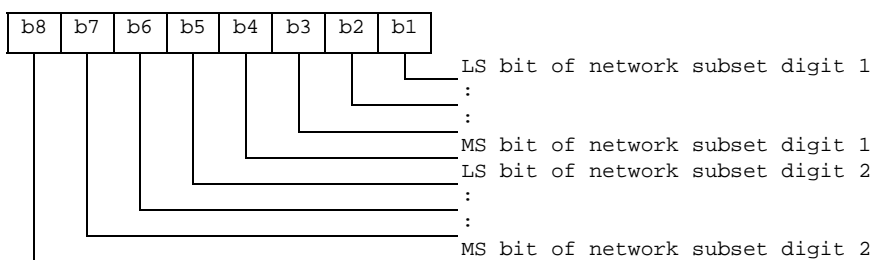 b8 b7 b6 b5 b4 b3 b2 b1
LS bit of network subset digit 1
:
:
MS bit of network subset digit 1
LS bit of network subset digit 2
:
:
MS bit of network subset digit 2